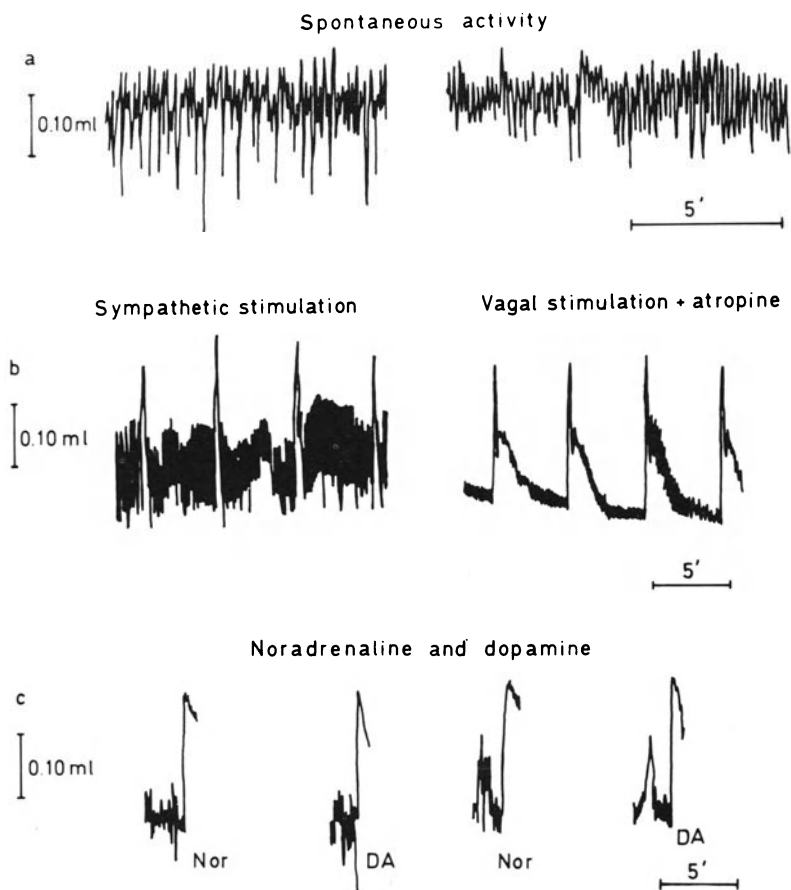 Spontaneous activity
a
0.10 ml
5'
Sympathetic stimulation
Vagal stimulation + atropine
b
0.10 ml
5'
Noradrenaline and dopamine
c
0.10 ml
Nor
DA
Nor
DA
5'